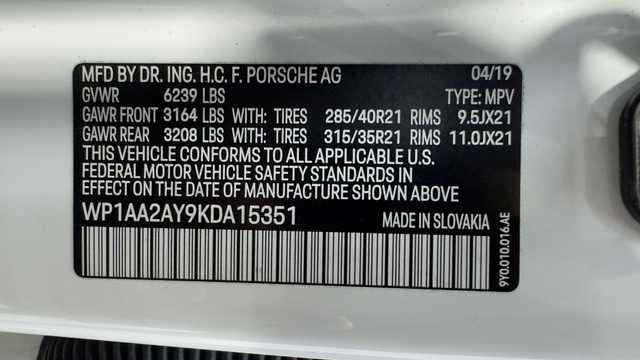 MFD BY DR. ING. H.C. F. PORSCHE AG 04/19
GVWR 6239 LBS TYPE: MPV
GAWR FRONT 3164 LBS WITH: TIRES 285/40R21 RIMS 9.5JX21
GAWR REAR 3208 LBS WITH: TIRES 315/35R21 RIMS 11.0JX21
THIS VEHICLE CONFORMS TO ALL APPLICABLE U.S.
FEDERAL MOTOR VEHICLE SAFETY STANDARDS IN
EFFECT ON THE DATE OF MANUFACTURE SHOWN ABOVE
WP1AA2AY9KDA15351 MADE IN SLOVAKIA
9Y0.010.016.AE